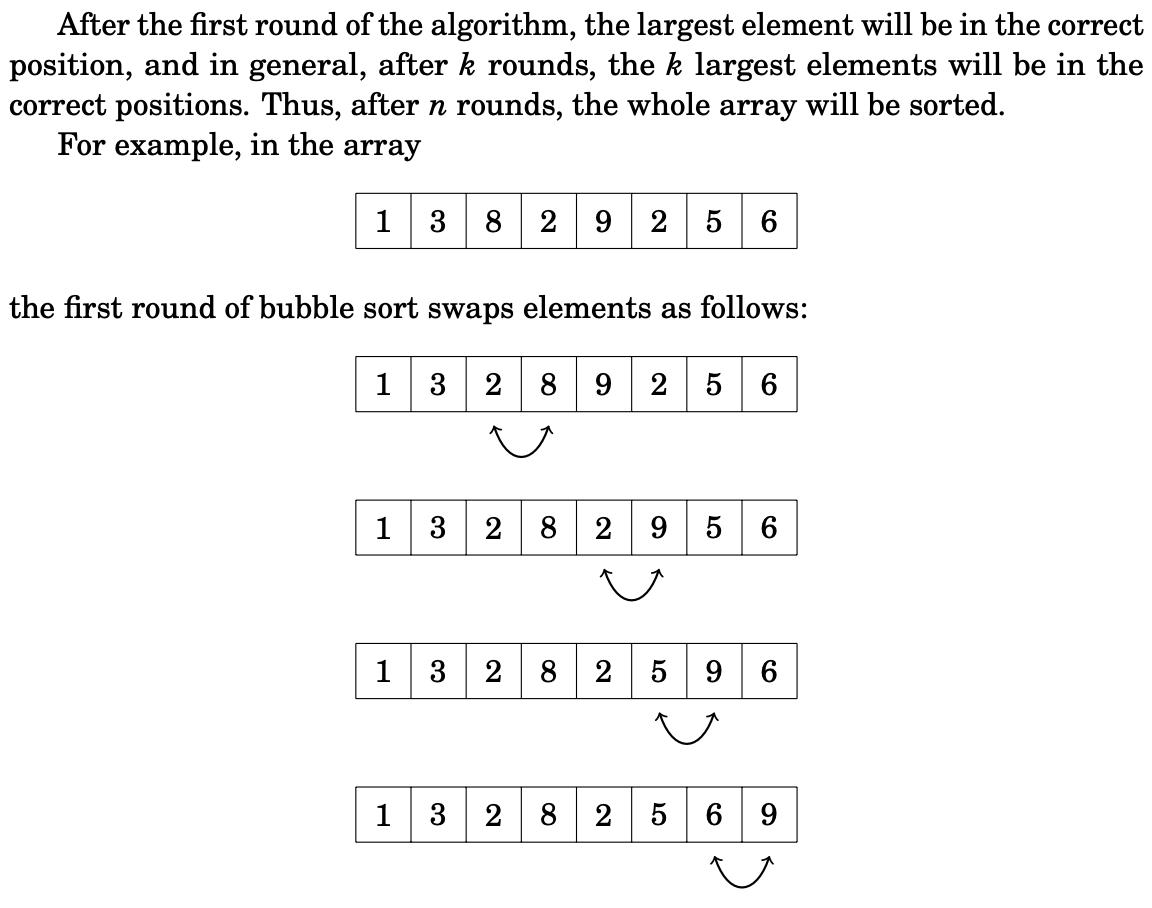 After the first round of the algorithm, the largest element will be in the correct
position, and in general, after k rounds, the k largest elements will be in the
correct positions. Thus, after n rounds, the whole array will be sorted.
For example, in the array
1 3 8 2 9 2 5 6
the first round of bubble sort swaps elements as follows:
1 3 2 8 9 2 5 6
1 3 2 8 2 9 5 6
1 3 2 8 2 5 9 6
1 3 2 8 2 5 6 9